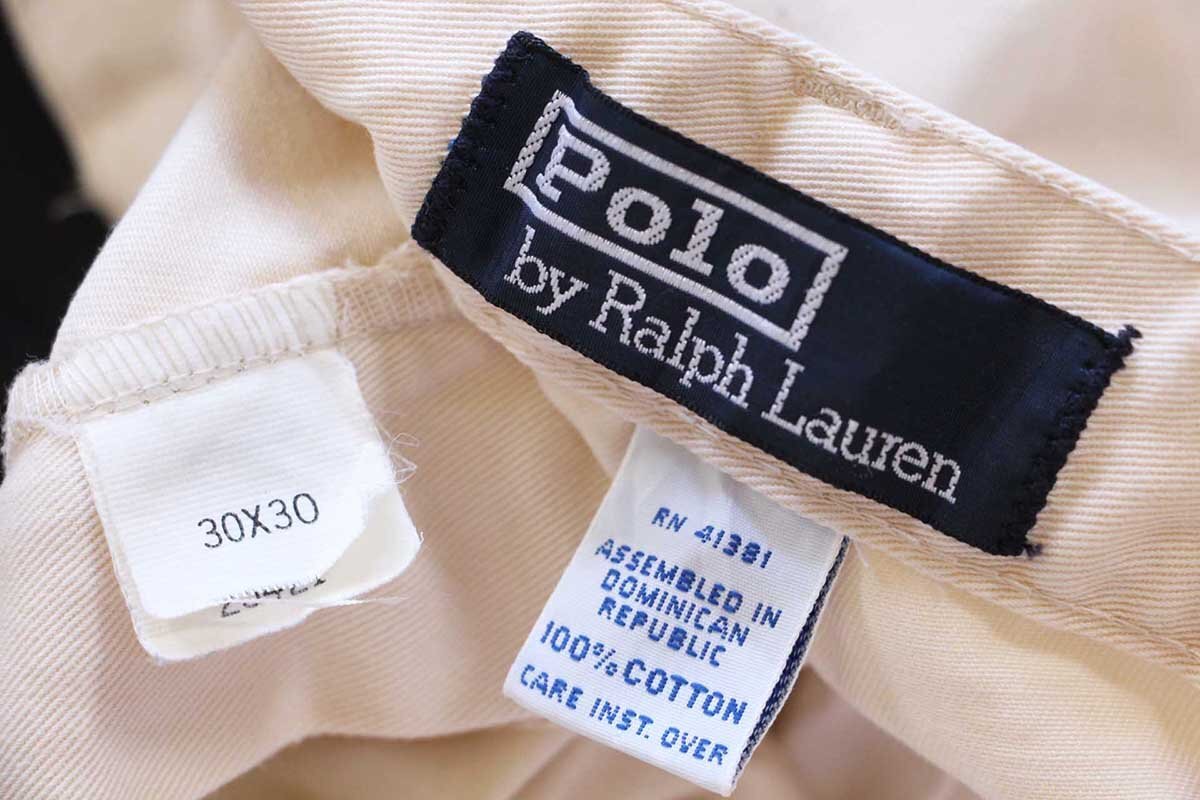 Polo
by Ralph Lauren
30X30
RN 41381
ASSEMBLED IN
DOMINICAN
REPUBLIC
100% COTTON
CARE INST. OVER